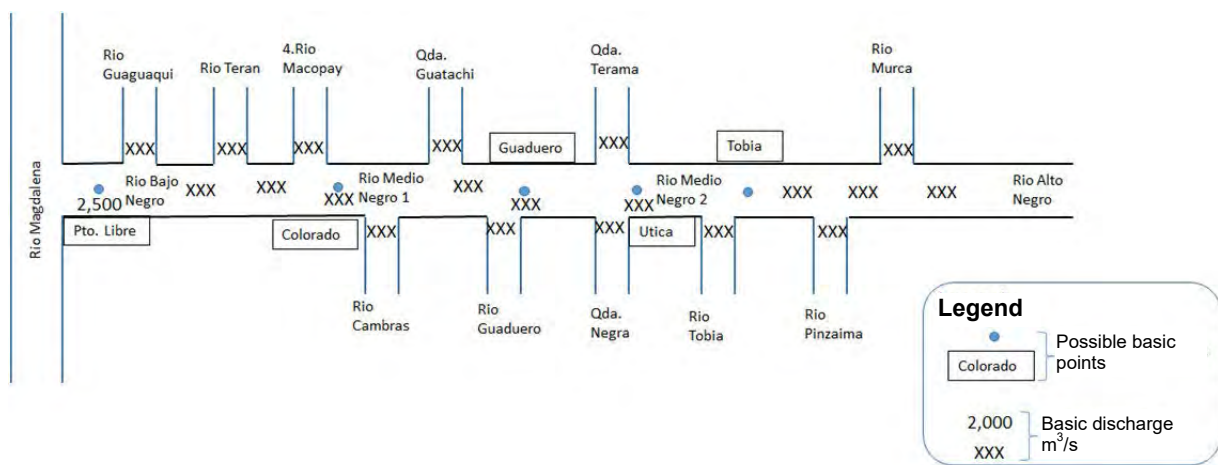 Rio
Guaguaqui
Rio Teran
4.Rio
Macopay
Qda.
Guatachi
Qda.
Terama
Rio
Murca
XXX
XXX
XXX
XXX
Guaduero
XXX
Tobia
XXX
Rio Magdalena
2,500
Rio Bajo
Negro
XXX
XXX
XXX
Rio Medio
Negro 1
XXX
XXX
XXX
Rio Medio
Negro 2
XXX
XXX
XXX
Rio Alto
Negro
Pto. Libre
Colorado
XXX
XXX
XXX
Utica
XXX
XXX
Rio
Cambras
Rio
Guaduero
Qda.
Negra
Rio
Tobia
Rio
Pinzaima
Legend
Colorado
Possible basic
points
2,000
XXX
Basic discharge
m³/s